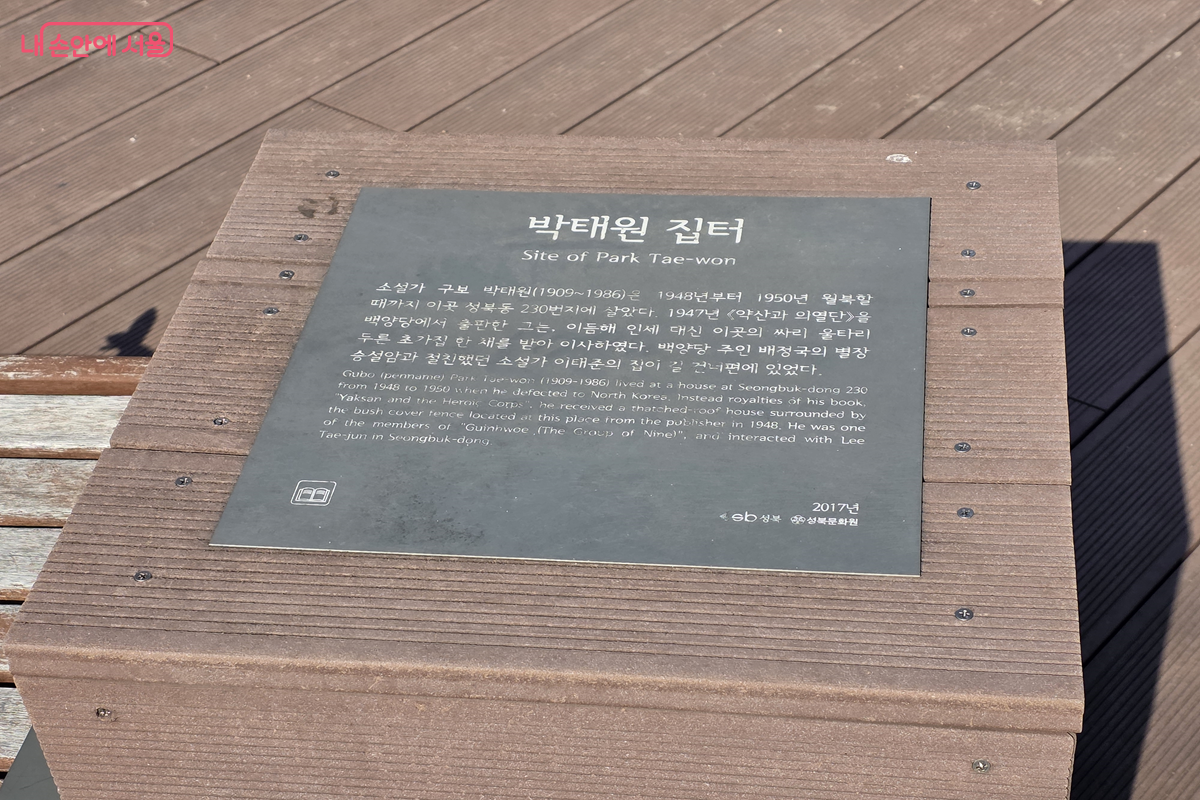 내 손안에 서울
박태원 집터
Site of Park Tae-won
소설가 구보 박태원(1909~1986)은 1948년부터 1950년 월북할
때까지 이곳 성북동 230번지에 살았다. 1947년 《약산과 의열단》을
백양당에서 출판한 그는, 이듬해 인세 대신 이곳의 싸리 울타리
두른 초가집 한 채를 받아 이사하였다. 백양당 주인 배정국의 별장
승설암과 절친했던 소설가 이태준의 집이 길 건너편에 있었다.
Gubo (penname) Park Tae-won (1909-1986) lived at a house at Seongbuk-dong 230
from 1948 to 1950 when he defected to North Korea. Instead royalties of his book,
"Yaksan and the Heroic Corps", he received a thatched-roof house surrounded by
the bush cover fence located at this place from the publisher in 1948. He was one
of the members of "Guinhwoe (The Group of Nine)", and interacted with Lee
Tae-jun in Seongbuk-dong.
2017년
sb 성북 성북문화원